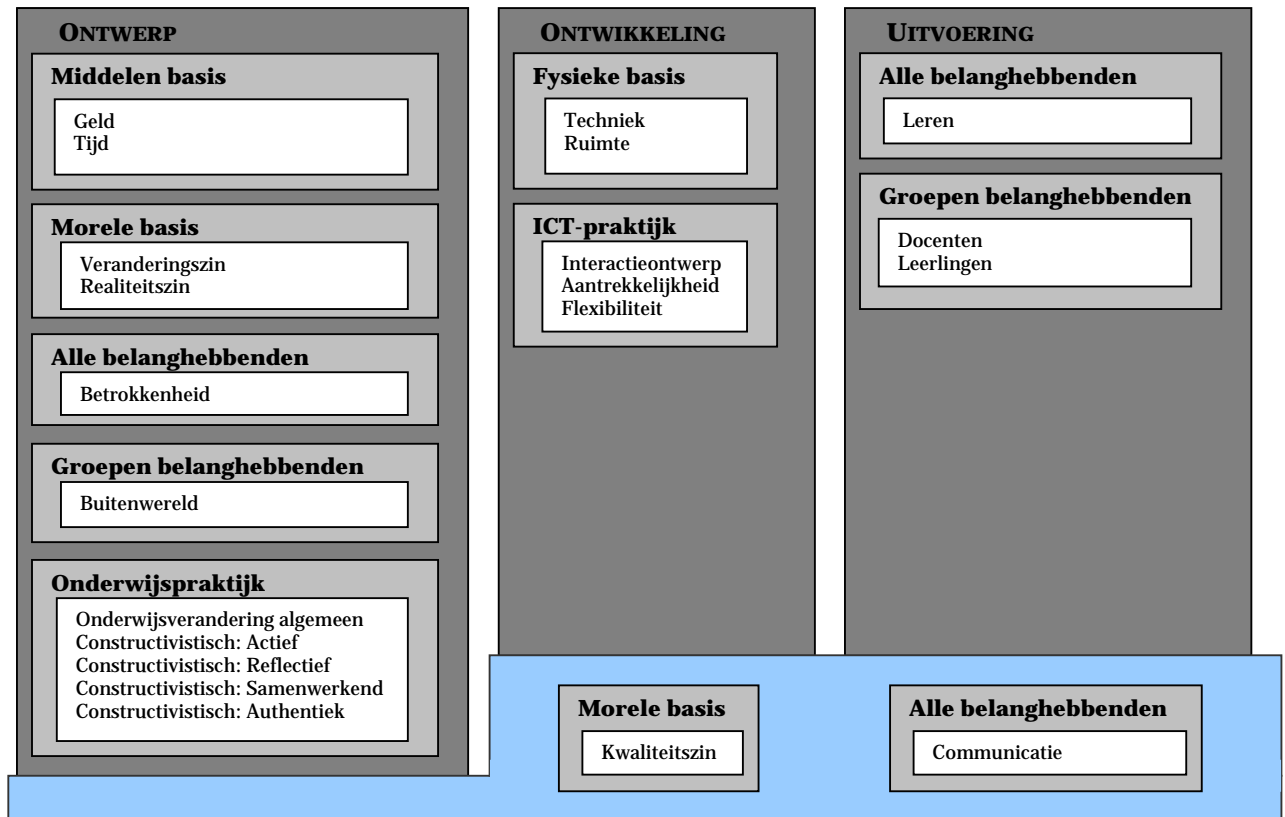 ONTWERP
Middelen basis
Geld
Tijd
Morele basis
Veranderingszin
Realiteitszin
Alle belanghebbenden
Betrokkenheid
Groepen belanghebbenden
Buitenwereld
Onderwijspraktijk
Onderwijsverandering algemeen
Constructivistisch: Actief
Constructivistisch: Reflectief
Constructivistisch: Samenwerkend
Constructivistisch: Authentiek
ONTWIKKELING
Fysieke basis
Techniek
Ruimte
ICT-praktijk
Interactieontwerp
Aantrekkelijkheid
Flexibiliteit
UITVOERING
Alle belanghebbenden
Leren
Groepen belanghebbenden
Docenten
Leerlingen
Morele basis
Kwaliteitszin
Alle belanghebbenden
Communicatie